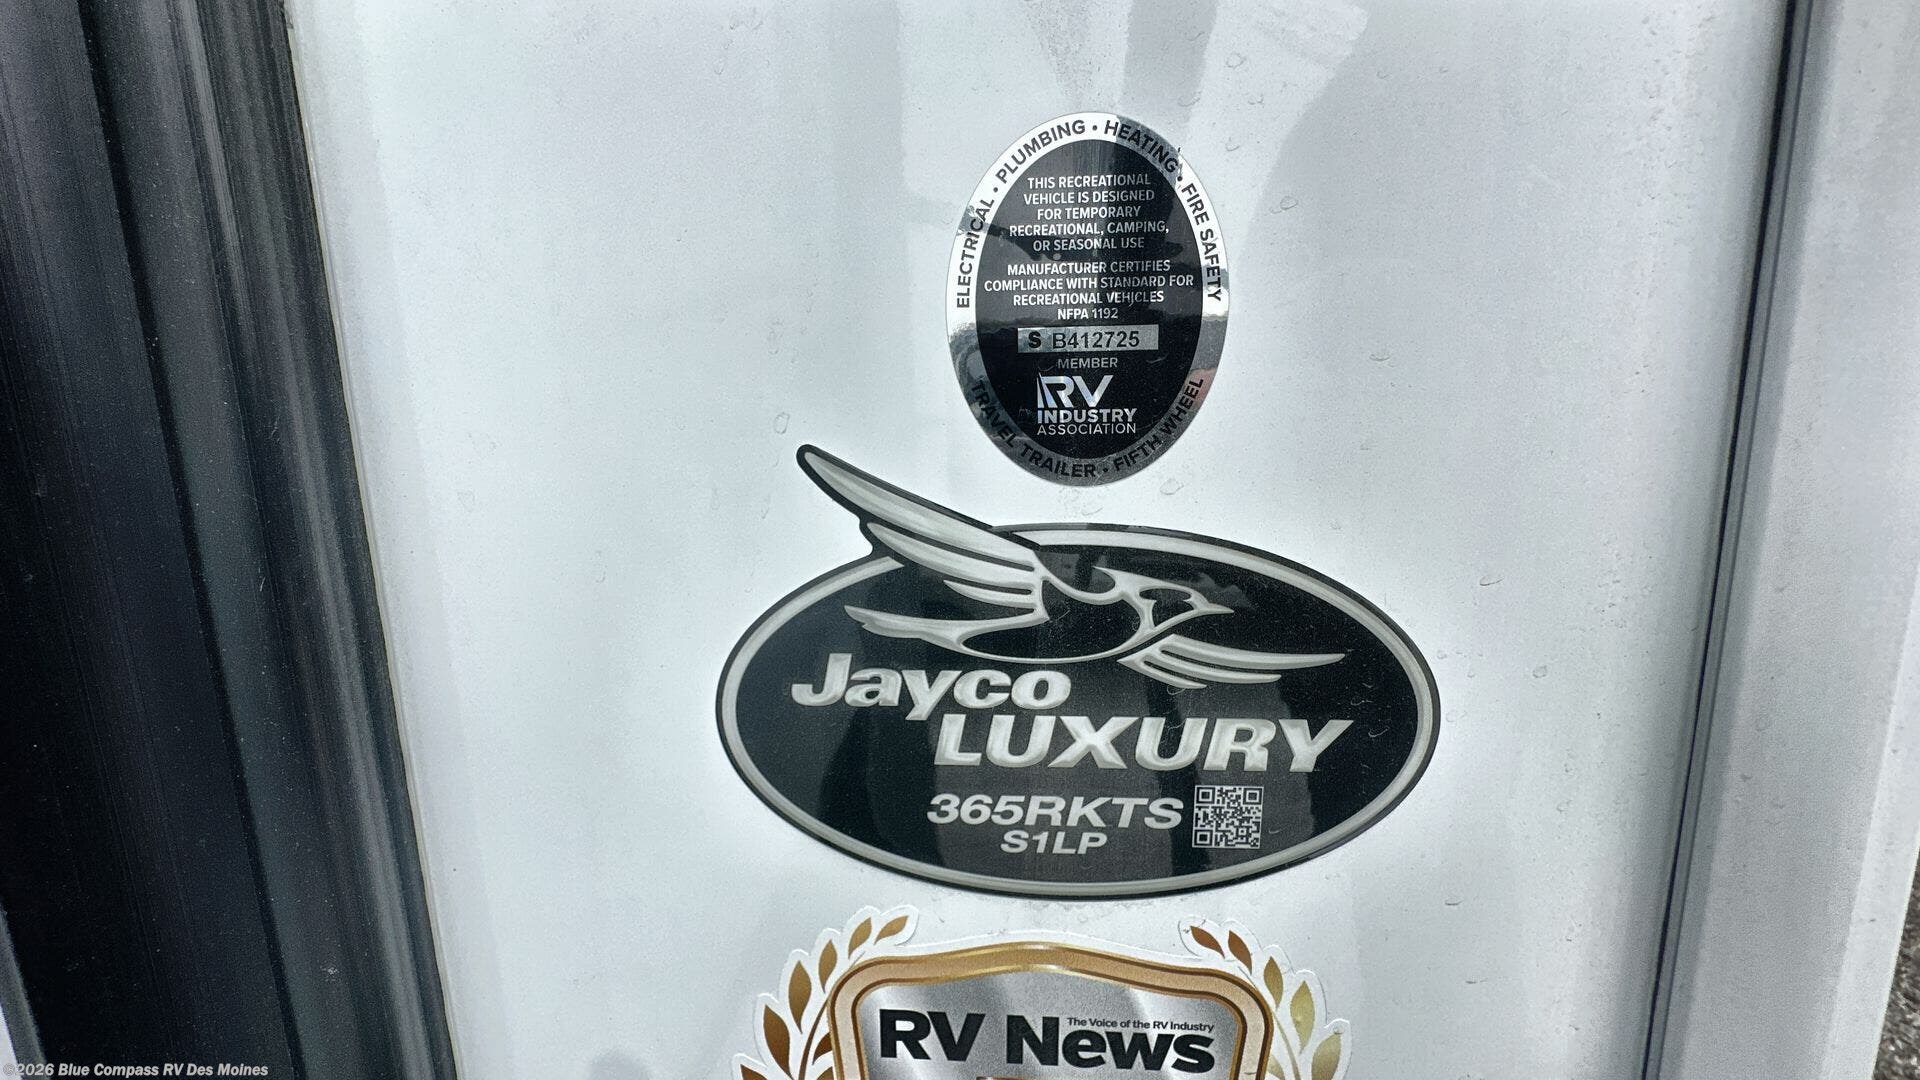 ELECTRICAL • PLUMBING • HEATING • FIRE SAFETY
THIS RECREATIONAL
VEHICLE IS DESIGNED
FOR TEMPORARY
RECREATIONAL, CAMPING,
OR SEASONAL USE
MANUFACTURER CERTIFIES
COMPLIANCE WITH STANDARD FOR
RECREATIONAL VEHICLES
NFPA 1192
S B412725
MEMBER
RV
INDUSTRY
ASSOCIATION
TRAVEL TRAILER • FIFTH WHEEL
Jayco
LUXURY
365RKTS
S1LP
The Voice of the RV Industry
RV News
©2026 Blue Compass RV Des Moines